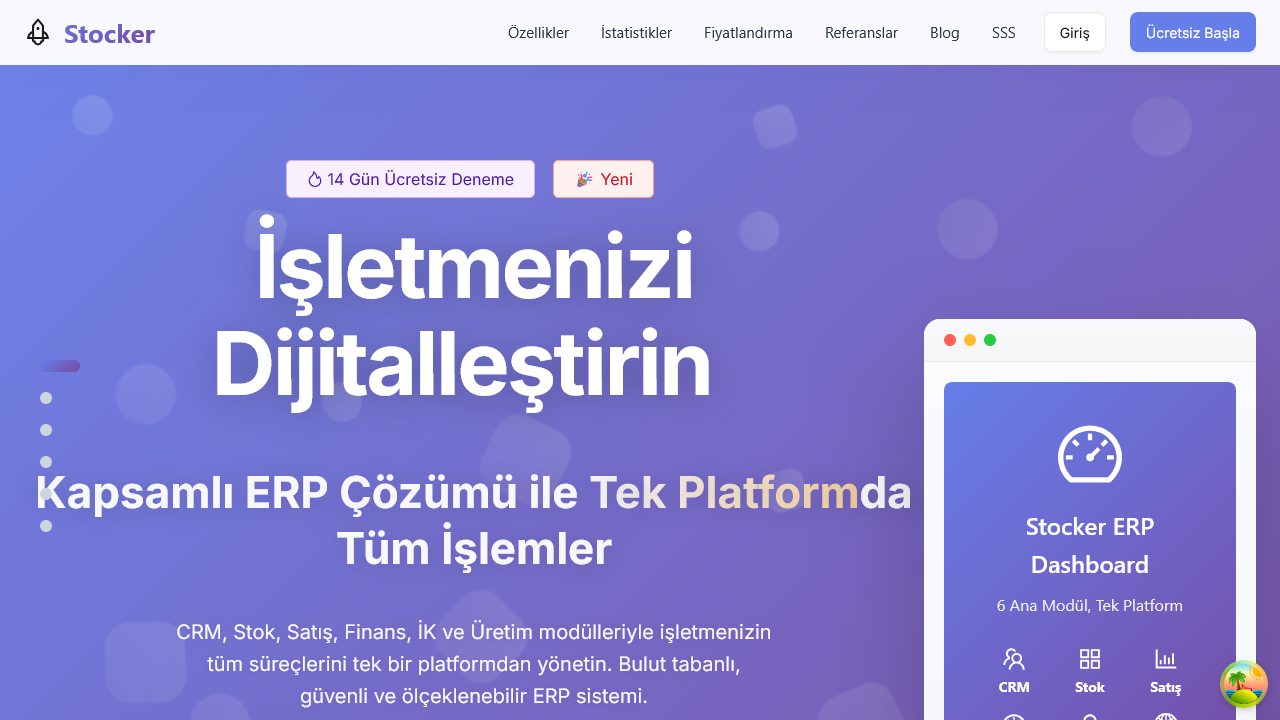 Stocker
Özellikler
İstatistikler
Fiyatlandırma
Referanslar
Blog
SSS
Giriş
Ücretsiz Başla
14 Gün Ücretsiz Deneme
Yeni
İşletmenizi
Dijitalleştirin
Kapsamlı ERP Çözümü ile Tek Platformda
Tüm İşlemler
CRM, Stok, Satış, Finans, İK ve Üretim modülleriyle işletmenizin
tüm süreçlerini tek bir platformdan yönetin. Bulut tabanlı,
güvenli ve ölçeklenebilir ERP sistemi.
Stocker ERP
Dashboard
6 Ana Modül, Tek Platform
CRM
Stok
Satış